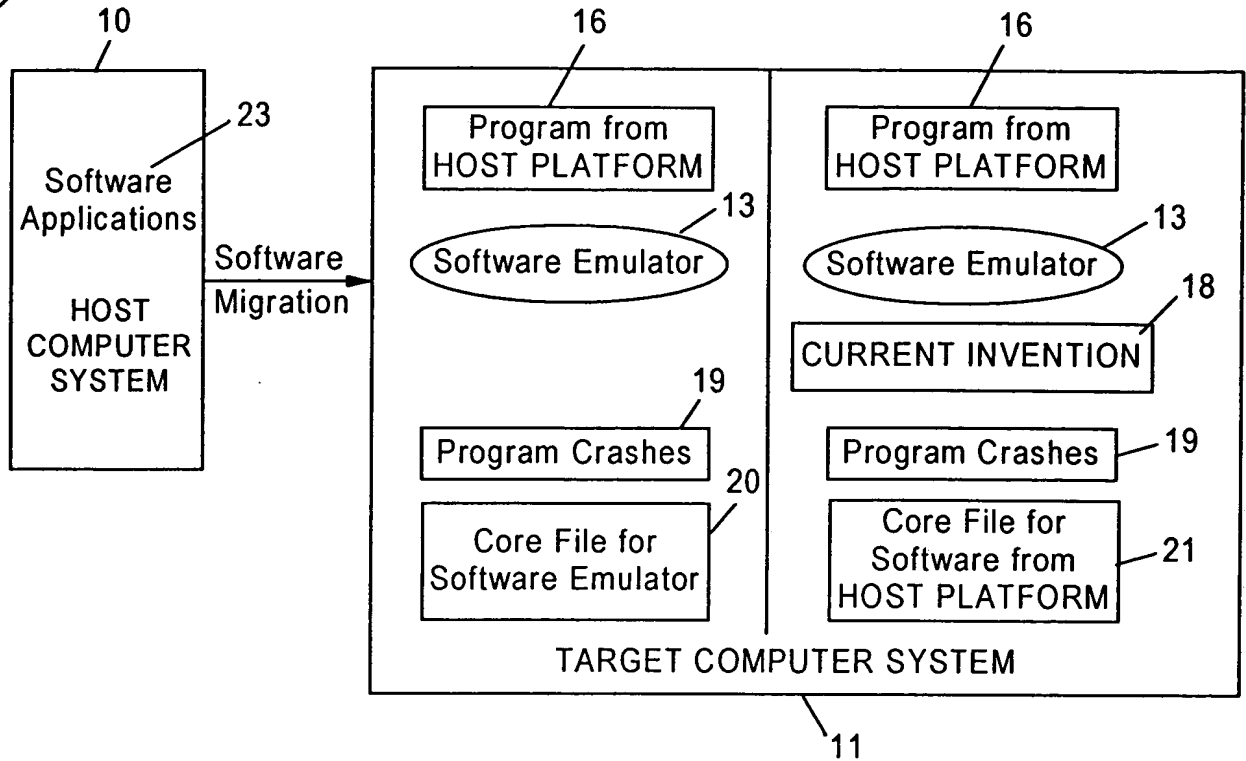 10
16
16
23
Software
Applications
HOST
COMPUTER
SYSTEM
Software
Migration
Program from
HOST PLATFORM
13
Software Emulator
19
Program Crashes
20
Core File for
Software Emulator
Program from
HOST PLATFORM
13
Software Emulator
18
CURRENT INVENTION
Program Crashes
19
Core File for
Software from
HOST PLATFORM
21
TARGET COMPUTER SYSTEM
11